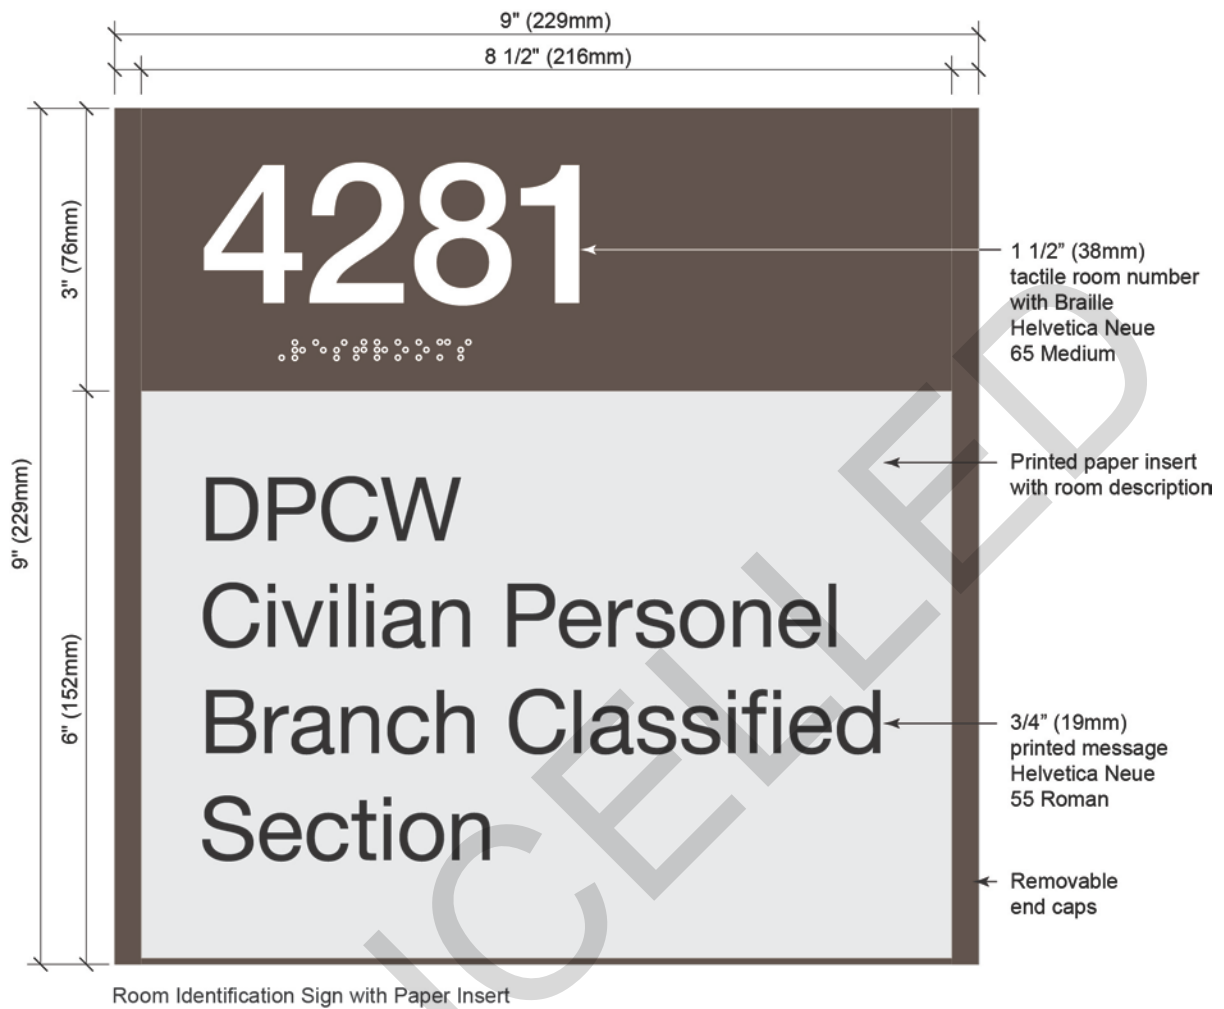 9" (229mm)
8 1/2" (216mm)
3" (76mm)
9" (229mm)
6" (152mm)
4281
1 1/2” (38mm)
tactile room number
with Braille
Helvetica Neue
65 Medium
Printed paper insert
with room description
DPCW
Civilian Personel
Branch Classified
Section
3/4” (19mm)
printed message
Helvetica Neue
55 Roman
Removable
end caps
Room Identification Sign with Paper Insert
NCELLED